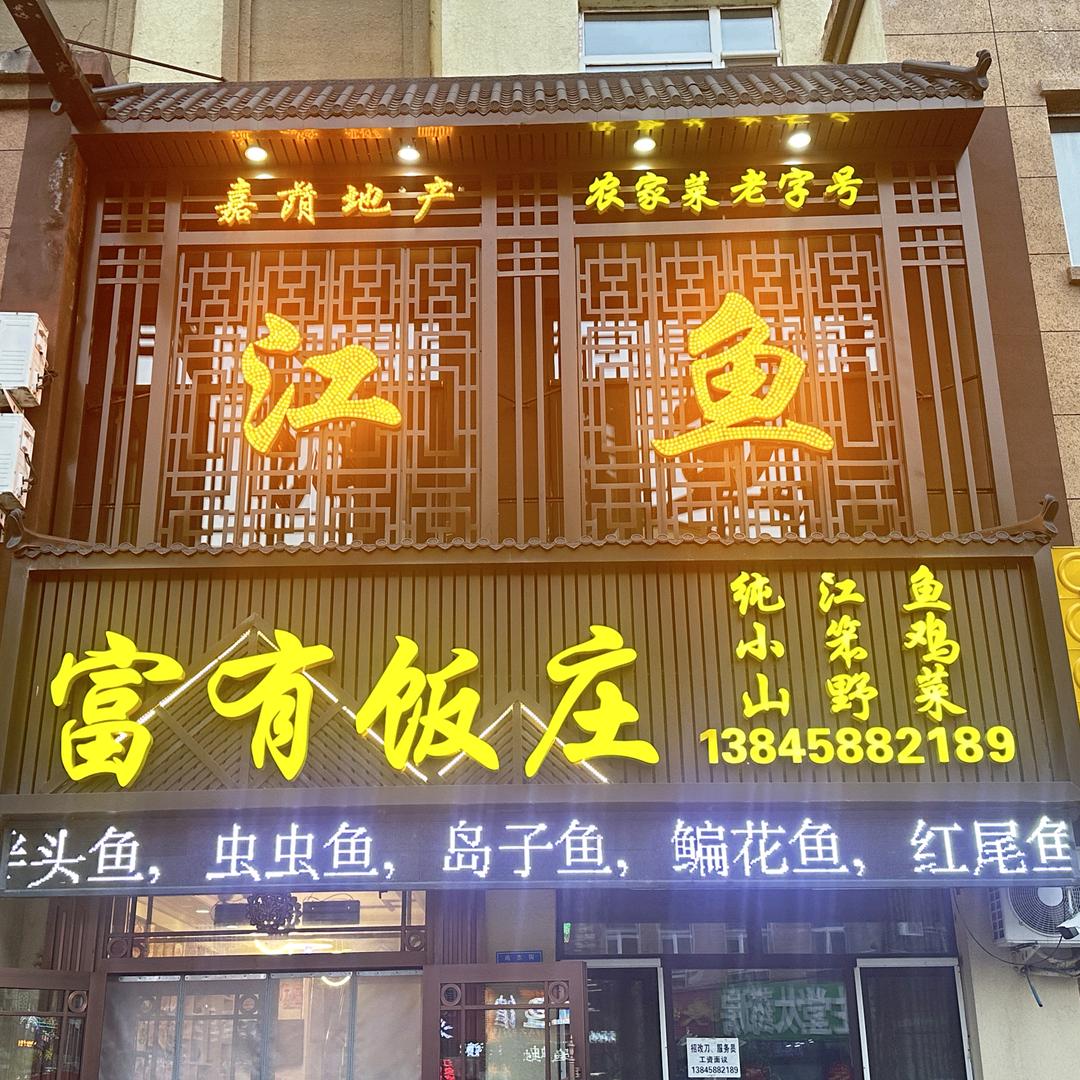 嘉荫地产
农家菜老字号
江鱼
富有饭庄
纯江鱼
小笨鸡
山野菜
13845882189
头鱼，虫虫鱼，岛子鱼，鳊花鱼，红尾鱼
招改刀、服务员
工资面议
13845882189